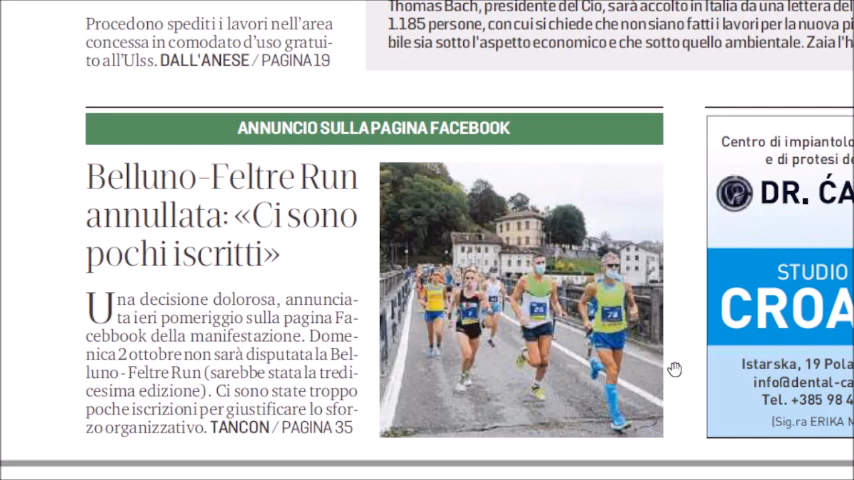 Procedono spediti i lavori nell'area
concessa in comodato d'uso gratui-
to all'Ulss. DALL'ANESE / PAGINA 19
Thomas Bach, presidente del Cio, sarà accolto in Italia da una lettera del
1.185 persone, con cui si chiede che non siano fatti i lavori per la nuova pi
bile sia sotto l'aspetto economico e che sotto quello ambientale. Zaia l'h
ANNUNCIO SULLA PAGINA FACEBOOK
Belluno-Feltre Run
annullata: «Ci sono
pochi iscritti»
Una decisione dolorosa, annuncia-
ta ieri pomeriggio sulla pagina Fa-
cebbook della manifestazione. Dome-
nica 2 ottobre non sarà disputata la Bel-
luno - Feltre Run (sarebbe stata la tredi-
cesima edizione). Ci sono state troppo
poche iscrizioni per giustificare lo sfor-
zo organizzativo. TANCON / PAGINA 35
Centro di impiantolo
e di protesi de
DR. ĆA
STUDIO
CROA
Istarska, 19 Pola
info@dental-ca
Tel. +385 98 4
(Sig.ra ERIKA M